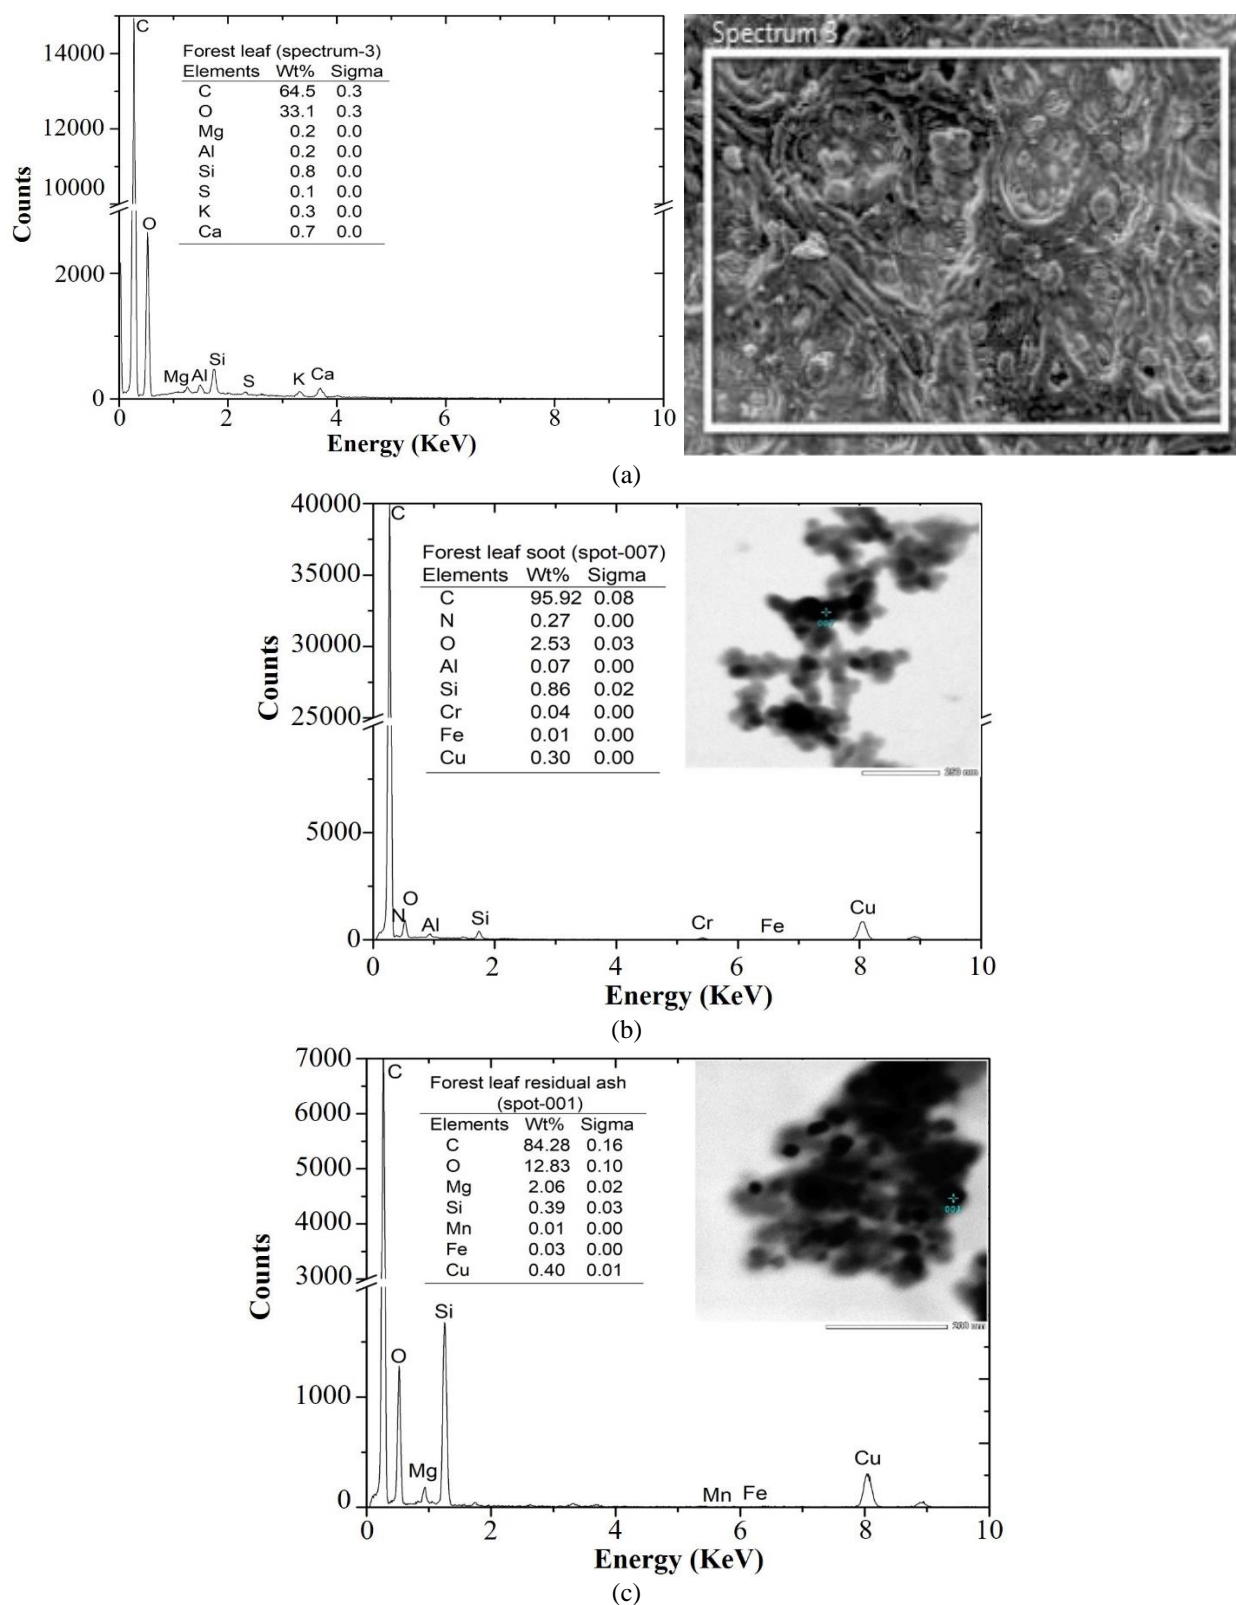 14000
12000
10000
2000
0
Counts
C
O
Mg Al Si S K Ca
Forest leaf (spectrum-3)
Elements Wt% Sigma
C 64.5 0.3
O 33.1 0.3
Mg 0.2 0.0
Al 0.2 0.0
Si 0.8 0.0
S 0.1 0.0
K 0.3 0.0
Ca 0.7 0.0
0 2 4 6 8 10
Energy (KeV)
Spectrum 3
(a)
40000
35000
30000
25000
5000
0
Counts
C
N O Al Si Cr Fe Cu
Forest leaf soot (spot-007)
Elements Wt% Sigma
C 95.92 0.08
N 0.27 0.00
O 2.53 0.03
Al 0.07 0.00
Si 0.86 0.02
Cr 0.04 0.00
Fe 0.01 0.00
Cu 0.30 0.00
250 nm
0 2 4 6 8 10
Energy (KeV)
(b)
7000
6000
5000
4000
3000
1000
0
Counts
C
O
Mg Si Mn Fe Cu
Forest leaf residual ash
(spot-001)
Elements Wt% Sigma
C 84.28 0.16
O 12.83 0.10
Mg 2.06 0.02
Si 0.39 0.03
Mn 0.01 0.00
Fe 0.03 0.00
Cu 0.40 0.01
001
200 nm
0 2 4 6 8 10
Energy (KeV)
(c)